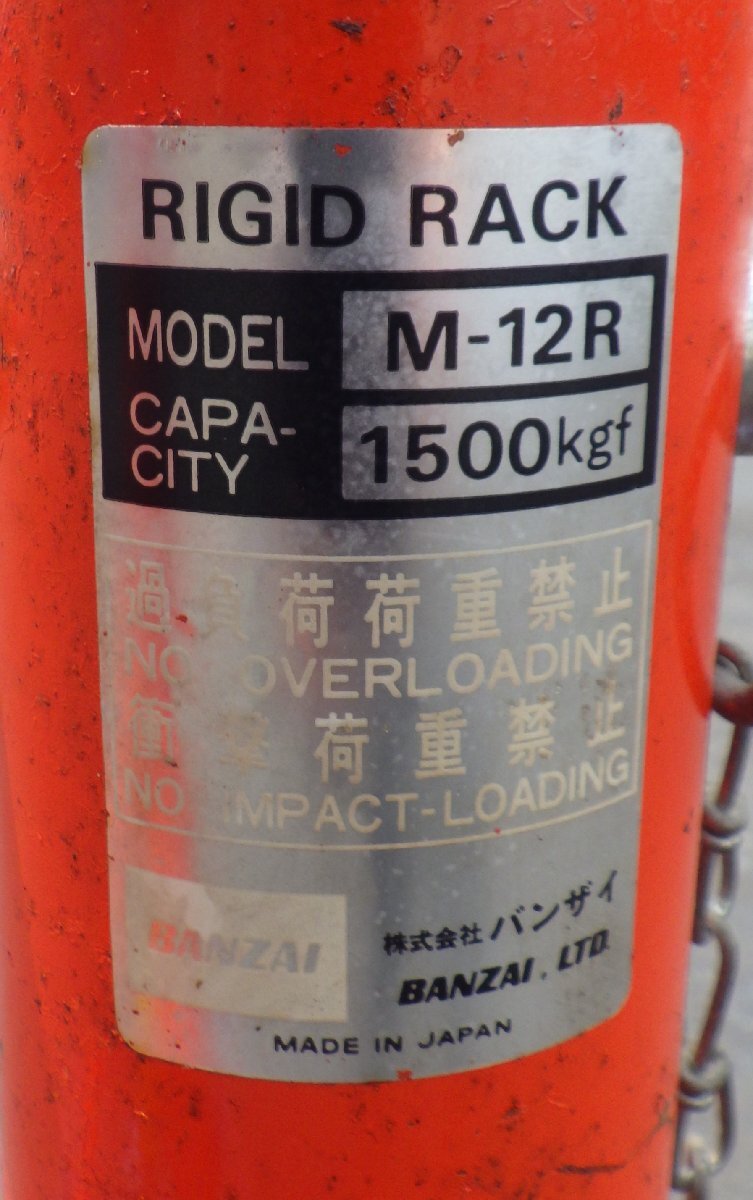 RIGID RACK
MODEL M-12R
CAPA-
CITY 1500kgf
過負荷荷重禁止
NO OVERLOADING
衝撃荷重禁止
NO IMPACT-LOADING
BANZAI
株式会社 バンザイ
BANZAI, LTD.
MADE IN JAPAN